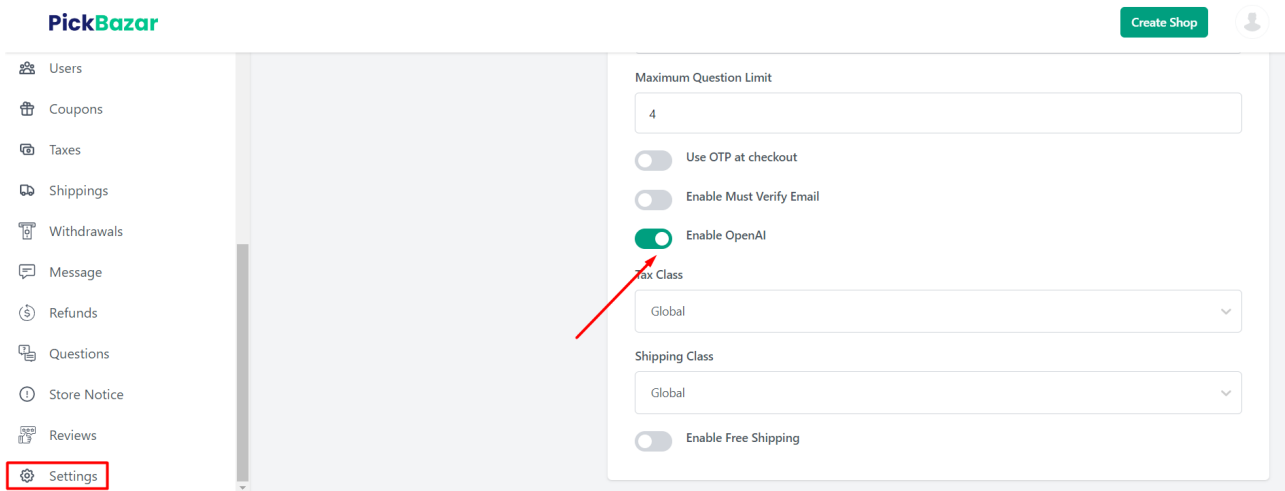 PickBazar
Create Shop
Users
Coupons
Taxes
Shippings
Withdrawals
Message
Refunds
Questions
Store Notice
Reviews
Settings
Maximum Question Limit
4
Use OTP at checkout
Enable Must Verify Email
Enable OpenAI
Tax Class
Global
Shipping Class
Global
Enable Free Shipping